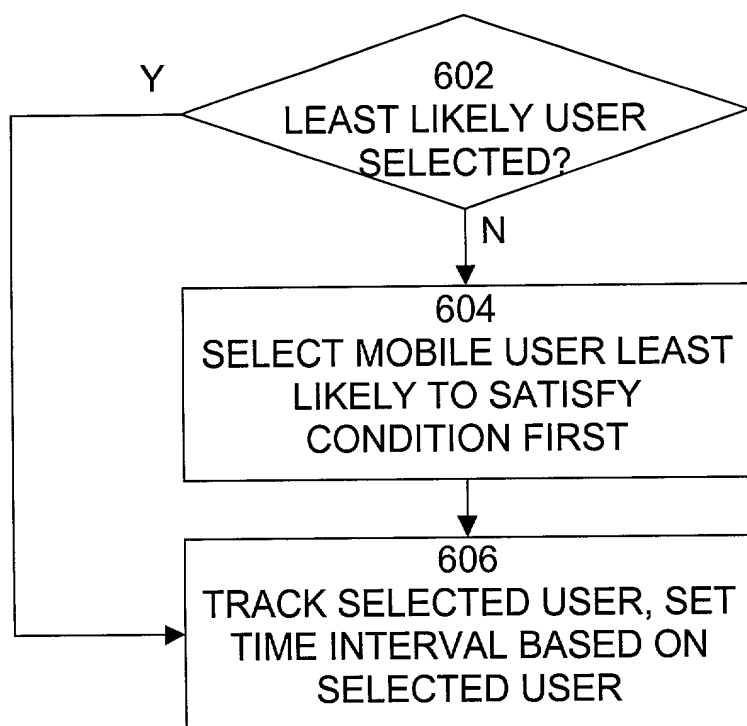 Y
602
LEAST LIKELY USER
SELECTED?
N
604
SELECT MOBILE USER LEAST
LIKELY TO SATISFY
CONDITION FIRST
606
TRACK SELECTED USER, SET
TIME INTERVAL BASED ON
SELECTED USER